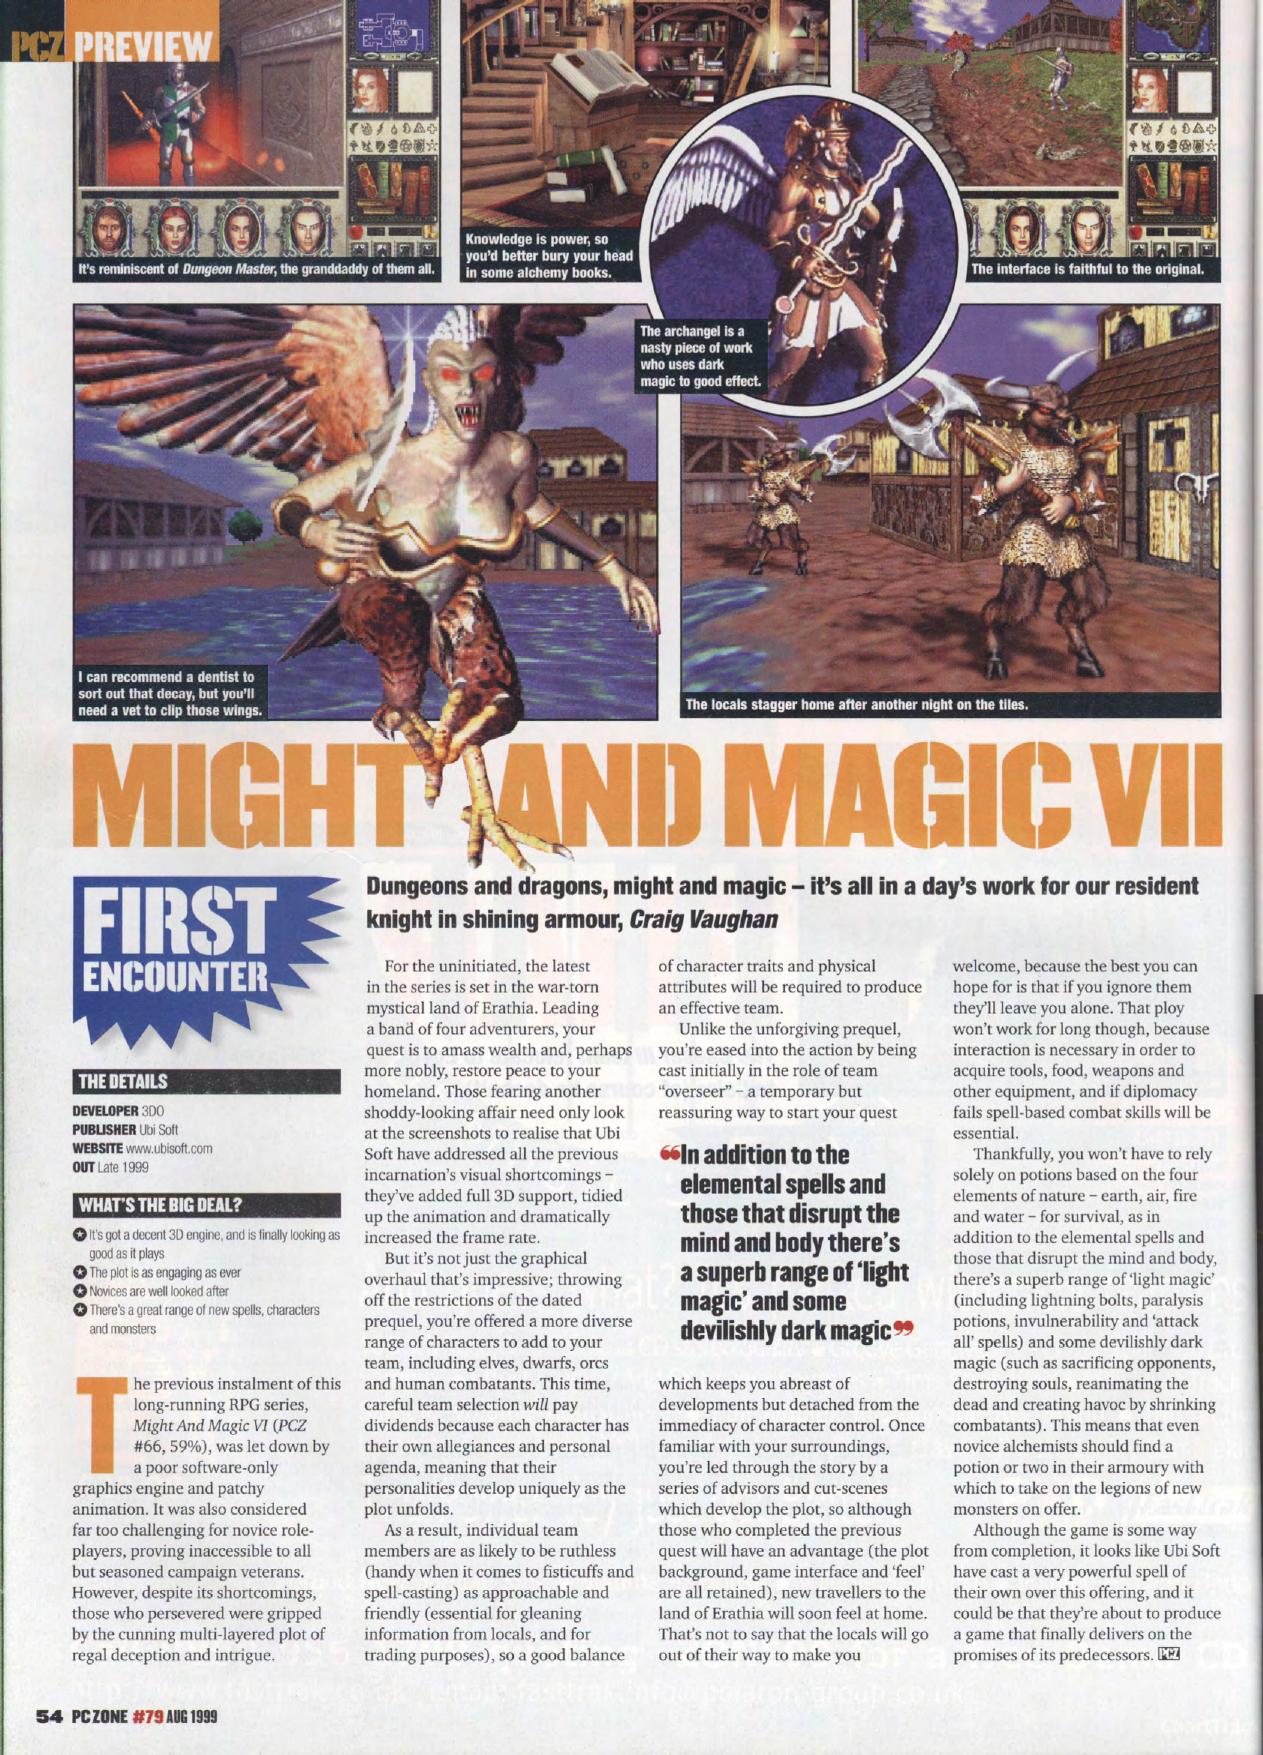 PCZ PREVIEW
It's reminiscent of Dungeon Master, the granddaddy of them all.
Knowledge is power, so
you'd better bury your head
in some alchemy books.
The interface is faithful to the original.
The archangel is a
nasty piece of work
who uses dark
magic to good effect.
I can recommend a dentist to
sort out that decay, but you'll
need a vet to clip those wings.
The locals stagger home after another night on the tiles.
MIGHT AND MAGIC VII
FIRST
ENCOUNTER
Dungeons and dragons, might and magic – it's all in a day's work for our resident
knight in shining armour, Craig Vaughan
THE DETAILS
DEVELOPER 3DO
PUBLISHER Ubi Soft
WEBSITE www.ubisoft.com
OUT Late 1999
WHAT'S THE BIG DEAL?
It's got a decent 3D engine, and is finally looking as
good as it plays
The plot is as engaging as ever
Novices are well looked after
There's a great range of new spells, characters
and monsters
The previous instalment of this
long-running RPG series,
Might And Magic VI (PCZ
#66, 59%), was let down by
a poor software-only
graphics engine and patchy
animation. It was also considered
far too challenging for novice role-
players, proving inaccessible to all
but seasoned campaign veterans.
However, despite its shortcomings,
those who persevered were gripped
by the cunning multi-layered plot of
regal deception and intrigue.
For the uninitiated, the latest
in the series is set in the war-torn
mystical land of Erathia. Leading
a band of four adventurers, your
quest is to amass wealth and, perhaps
more nobly, restore peace to your
homeland. Those fearing another
shoddy-looking affair need only look
at the screenshots to realise that Ubi
Soft have addressed all the previous
incarnation's visual shortcomings –
they've added full 3D support, tidied
up the animation and dramatically
increased the frame rate.
But it's not just the graphical
overhaul that's impressive; throwing
off the restrictions of the dated
prequel, you're offered a more diverse
range of characters to add to your
team, including elves, dwarfs, orcs
and human combatants. This time,
careful team selection will pay
dividends because each character has
their own allegiances and personal
agenda, meaning that their
personalities develop uniquely as the
plot unfolds.
As a result, individual team
members are as likely to be ruthless
(handy when it comes to fisticuffs and
spell-casting) as approachable and
friendly (essential for gleaning
information from locals, and for
trading purposes), so a good balance
of character traits and physical
attributes will be required to produce
an effective team.
Unlike the unforgiving prequel,
you're eased into the action by being
cast initially in the role of team
"overseer" – a temporary but
reassuring way to start your quest
“In addition to the
elemental spells and
those that disrupt the
mind and body there's
a superb range of 'light
magic' and some
devilishly dark magic”
which keeps you abreast of
developments but detached from the
immediacy of character control. Once
familiar with your surroundings,
you're led through the story by a
series of advisors and cut-scenes
which develop the plot, so although
those who completed the previous
quest will have an advantage (the plot
background, game interface and 'feel'
are all retained), new travellers to the
land of Erathia will soon feel at home.
That's not to say that the locals will go
out of their way to make you
welcome, because the best you can
hope for is that if you ignore them
they'll leave you alone. That ploy
won't work for long though, because
interaction is necessary in order to
acquire tools, food, weapons and
other equipment, and if diplomacy
fails spell-based combat skills will be
essential.
Thankfully, you won't have to rely
solely on potions based on the four
elements of nature – earth, air, fire
and water – for survival, as in
addition to the elemental spells and
those that disrupt the mind and body,
there's a superb range of 'light magic'
(including lightning bolts, paralysis
potions, invulnerability and 'attack
all' spells) and some devilishly dark
magic (such as sacrificing opponents,
destroying souls, reanimating the
dead and creating havoc by shrinking
combatants). This means that even
novice alchemists should find a
potion or two in their armoury with
which to take on the legions of new
monsters on offer.
Although the game is some way
from completion, it looks like Ubi Soft
have cast a very powerful spell of
their own over this offering, and it
could be that they're about to produce
a game that finally delivers on the
promises of its predecessors. PCZ
54 PC ZONE #79 AUG 1999